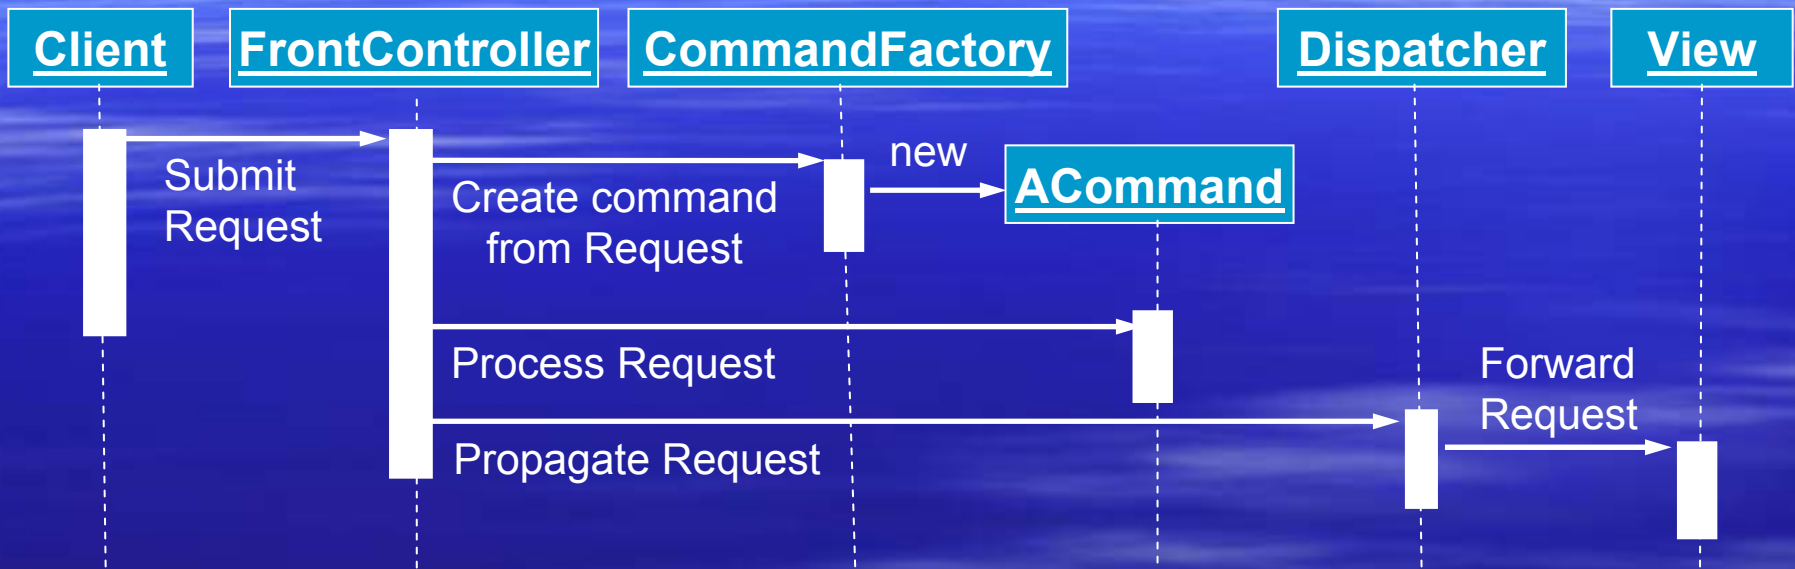 Client
FrontController
CommandFactory
Dispatcher
View
Submit
Request
Create command
from Request
new
ACommand
Process Request
Propagate Request
Forward
Request